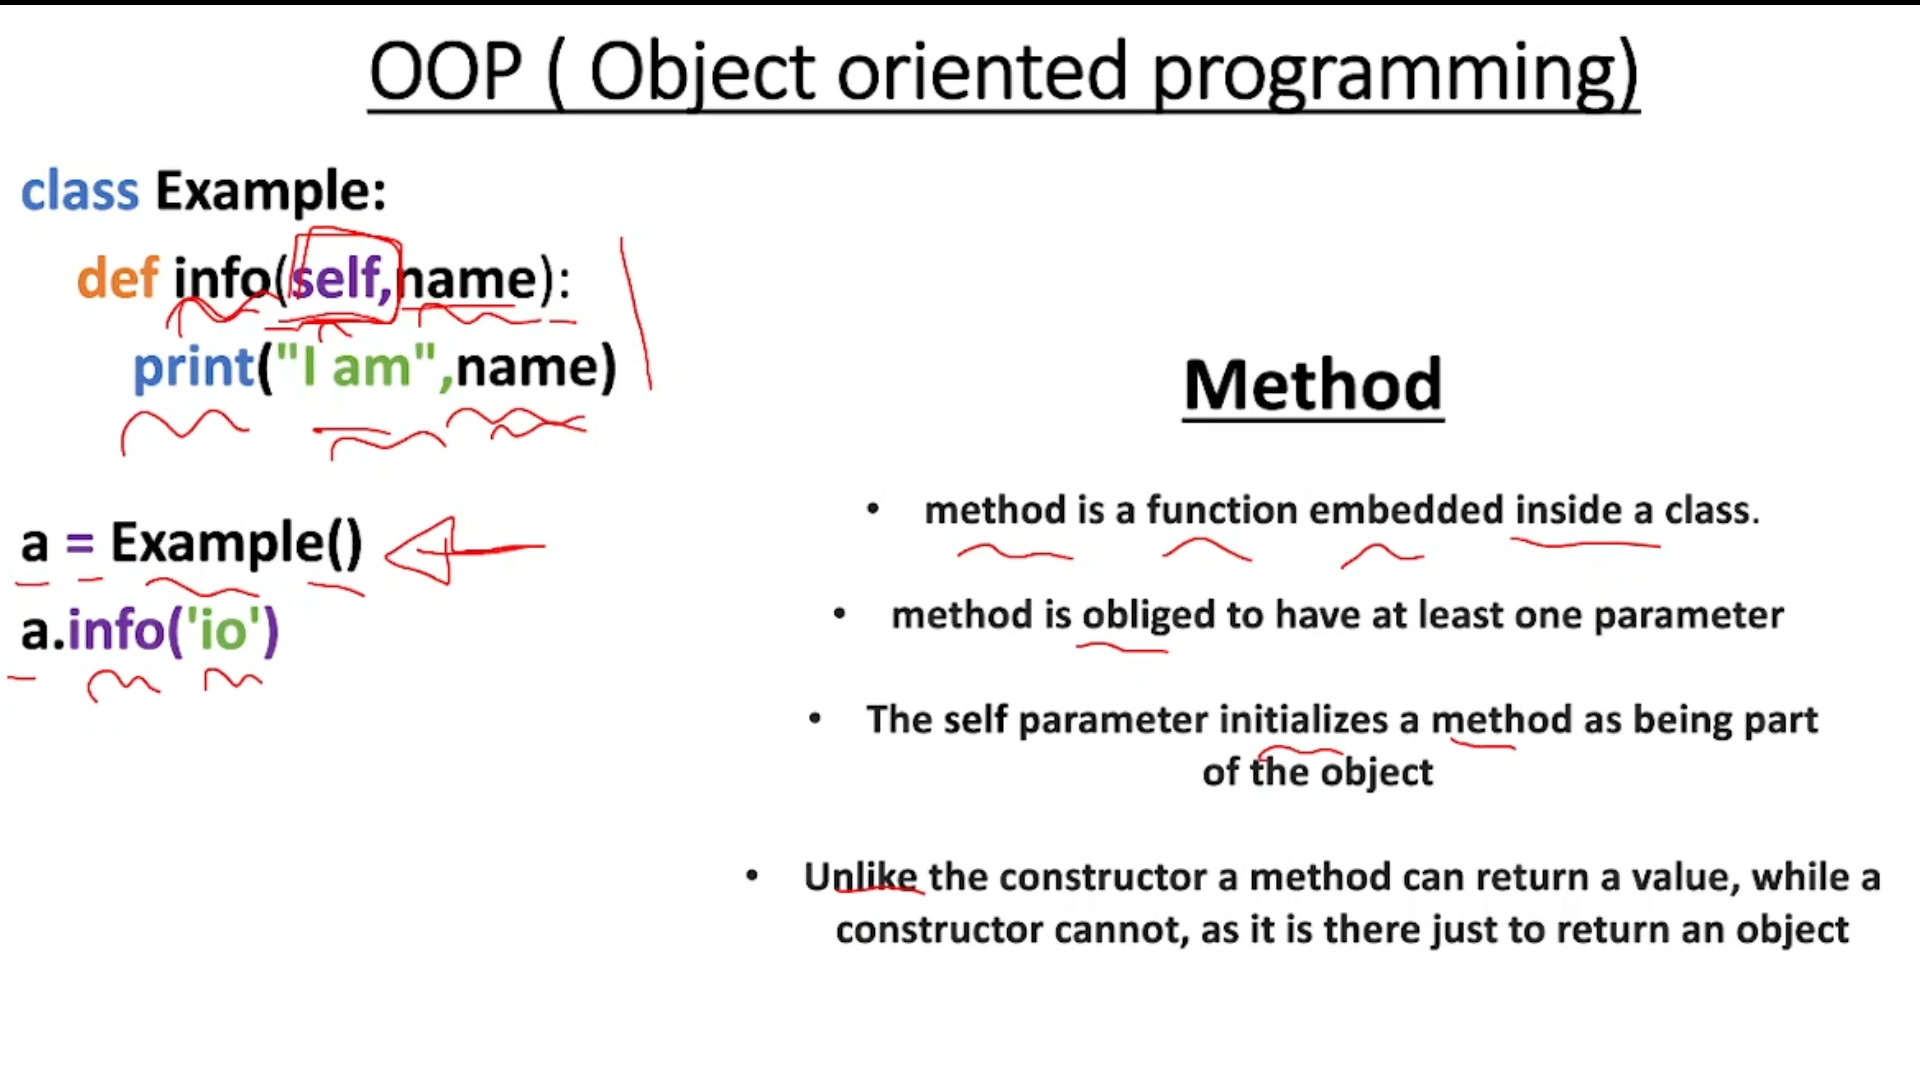 OOP ( Object oriented programming)
class Example:
def info(self,name):
print("I am",name)
a = Example()
a.info('io')
Method
• method is a function embedded inside a class.
• method is obliged to have at least one parameter
• The self parameter initializes a method as being part
of the object
• Unlike the constructor a method can return a value, while a
constructor cannot, as it is there just to return an object